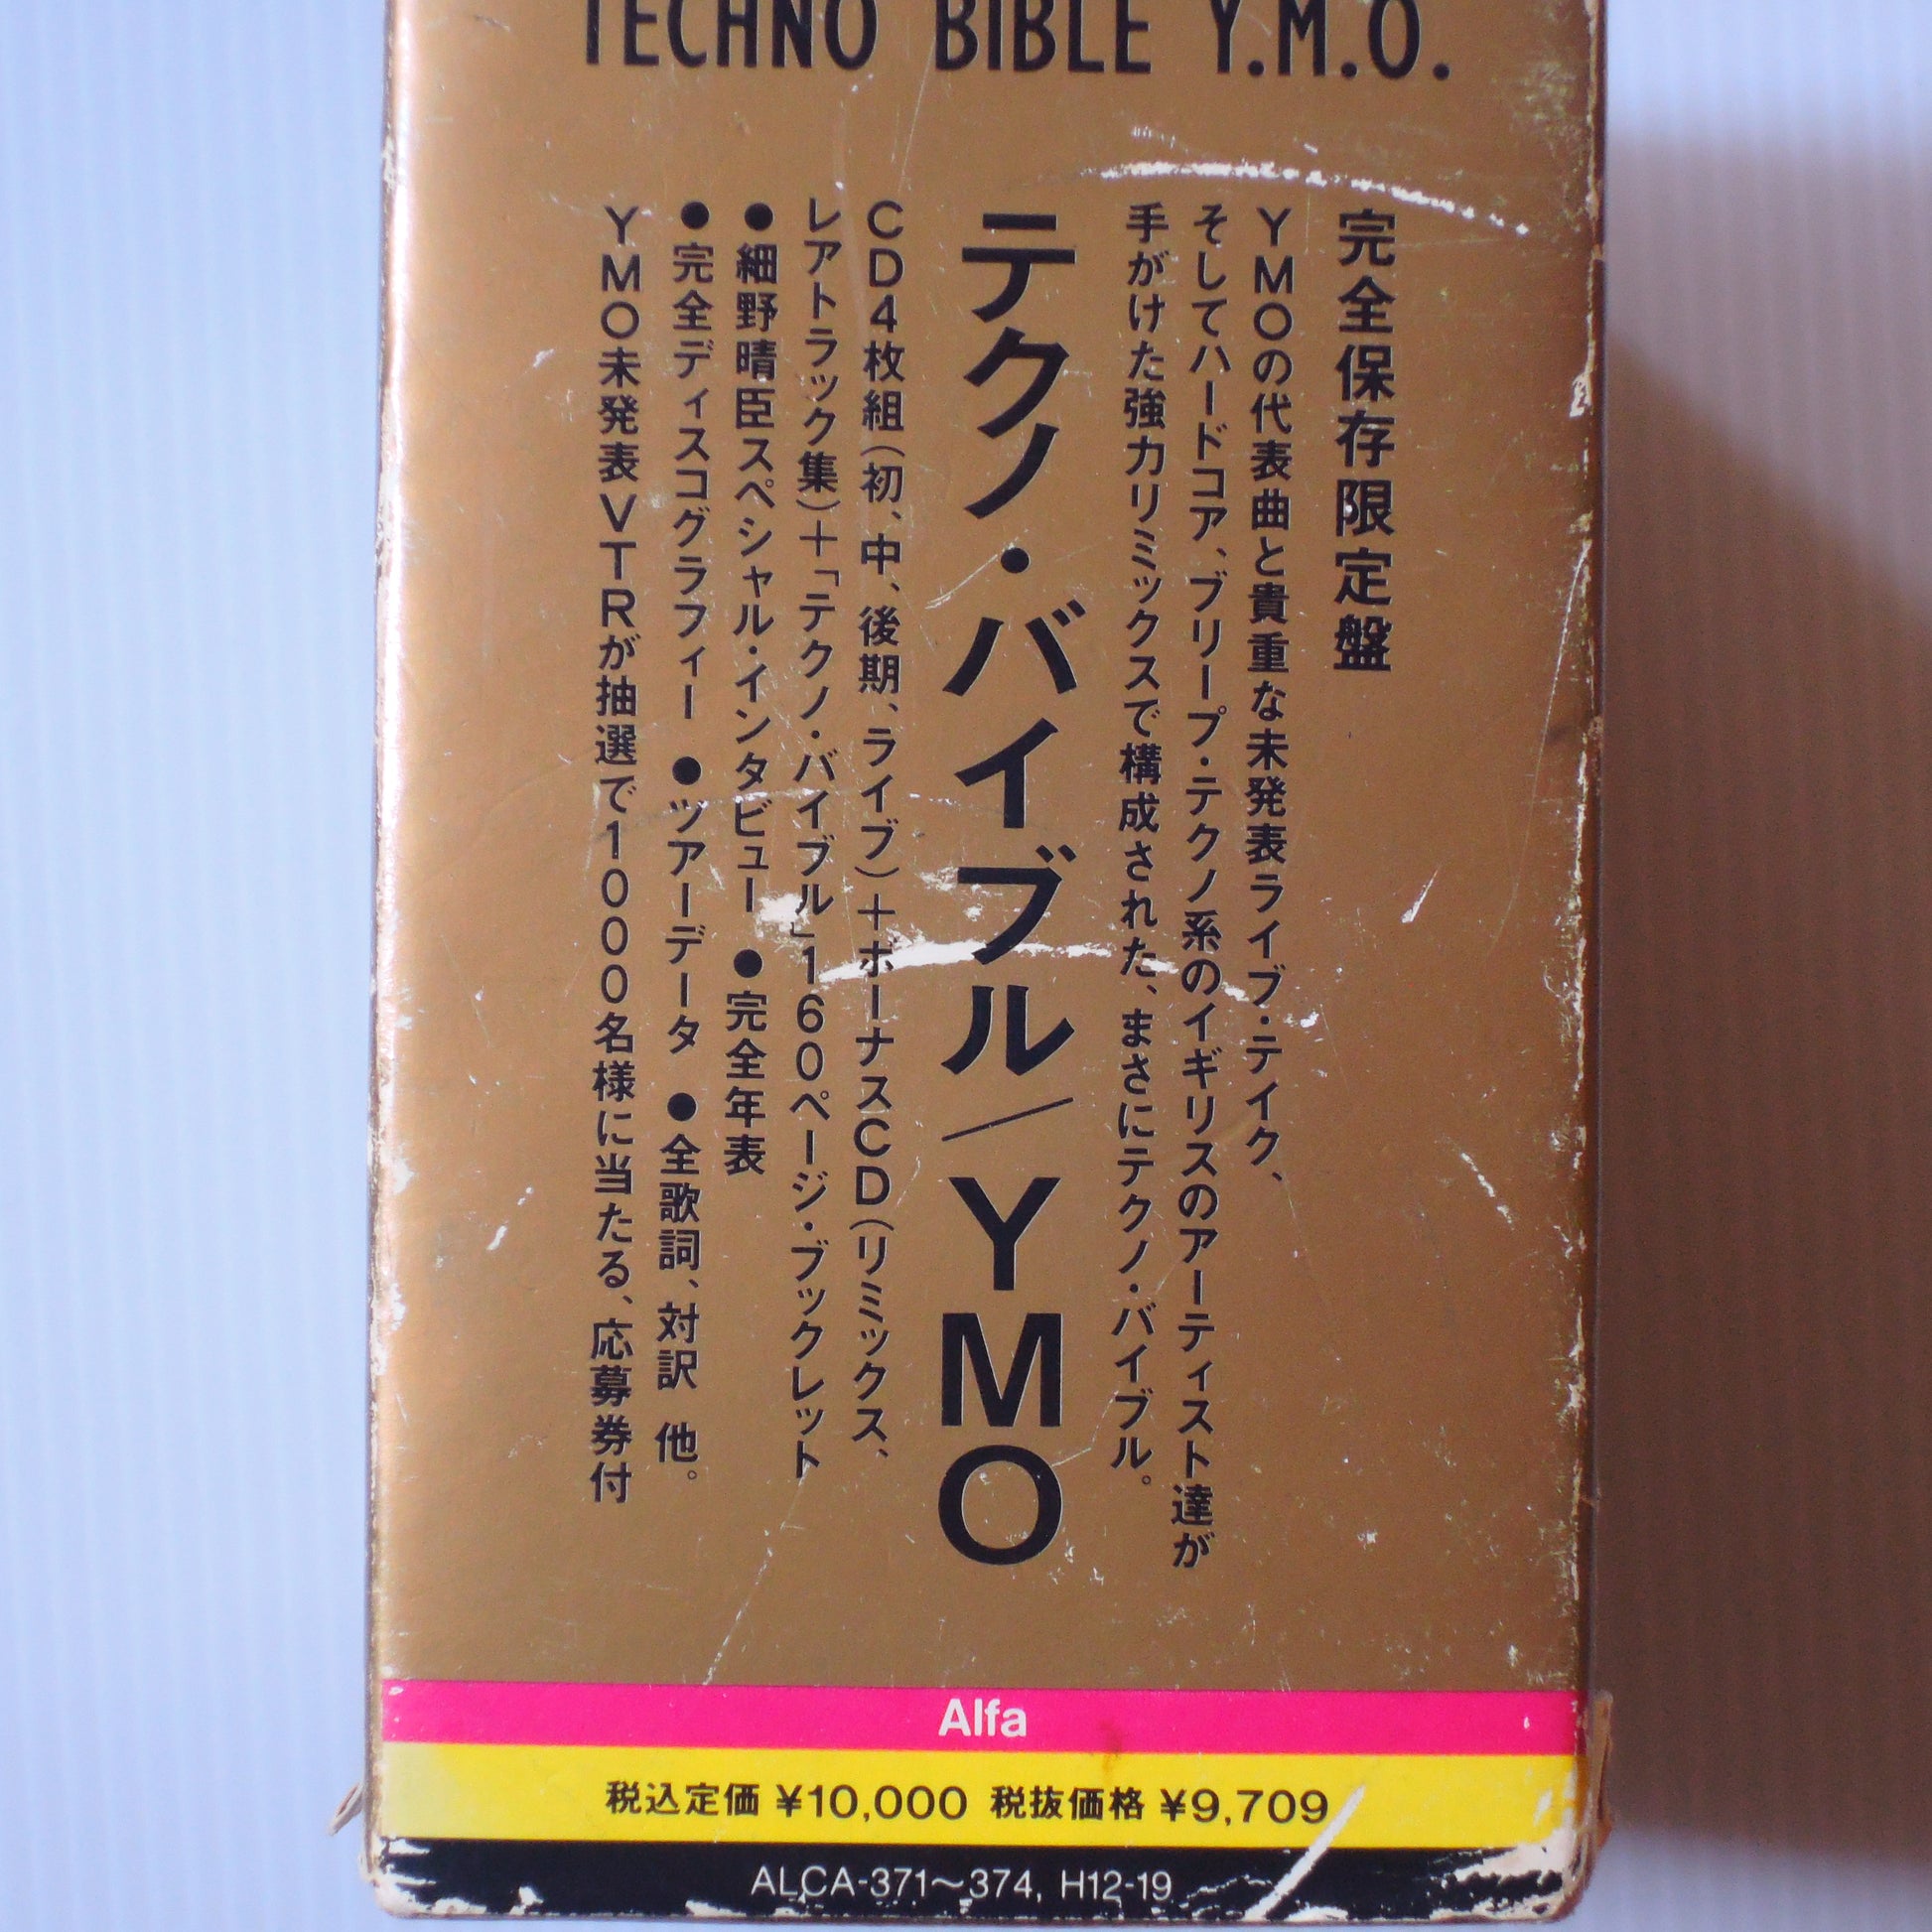 TECHNO BIBLE Y.M.O.
完全保存限定盤
YMOの代表曲と貴重な未発表ライブ・テイク、
そしてハードコア、ブリープ・テクノ系のイギリスのアーティスト達が
手がけた強力リミックスで構成された、まさにテクノ・バイブル。
テクノ・バイブル/YMO
CD4枚組(初、中、後期、ライブ)+ボーナスCD(リミックス、
レアトラック集)+「テクノ・バイブル」160ページ・ブックレット
●細野晴臣スペシャル・インタビュー ●完全年表
●完全ディスコグラフィー ●ツアーデータ ●全歌詞、対訳 他。
YMO未発表VTRが抽選で1000名様に当たる、応募券付
Alfa
税込定価 ¥10,000 税抜価格 ¥9,709
ALCA-371〜374, H12-19